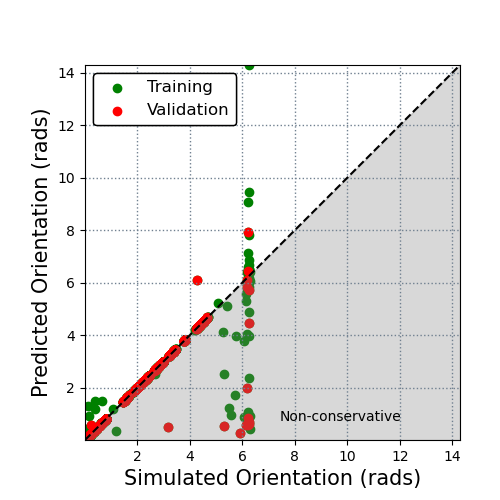 14
12
10
8
6
4
2
Training
Validation
Non-conservative
2
4
6
8
10
12
14
Simulated Orientation (rads)
Predicted Orientation (rads)